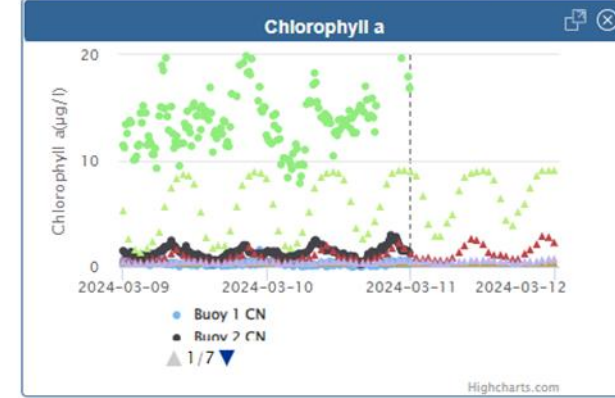 Chlorophyll a
20
10
0
Chlorophyll a(µg/l)
2024-03-09 2024-03-10 2024-03-11 2024-03-12
Buoy 1 CN
Buoy 2 CN
1/7
Highcharts.com